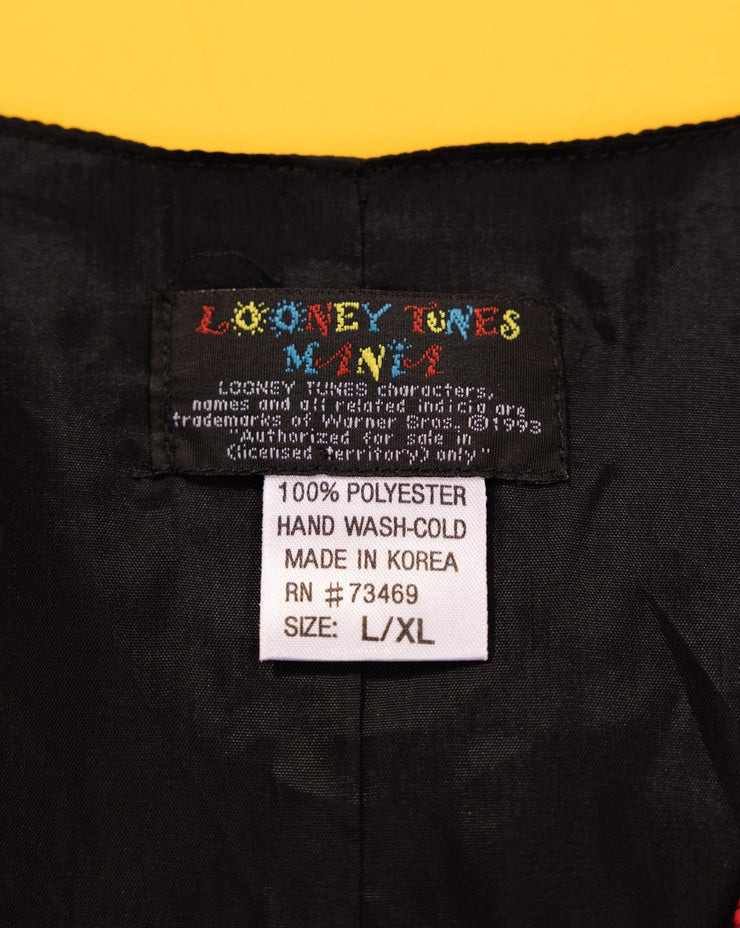 LOONEY TUNES
MANIA
LOONEY TUNES characters,
names and all related indicia are
trademarks of Warner Bros. ©1993
"Authorized for sale in
(licensed territory) only"
100% POLYESTER
HAND WASH-COLD
MADE IN KOREA
RN #73469
SIZE: L/XL